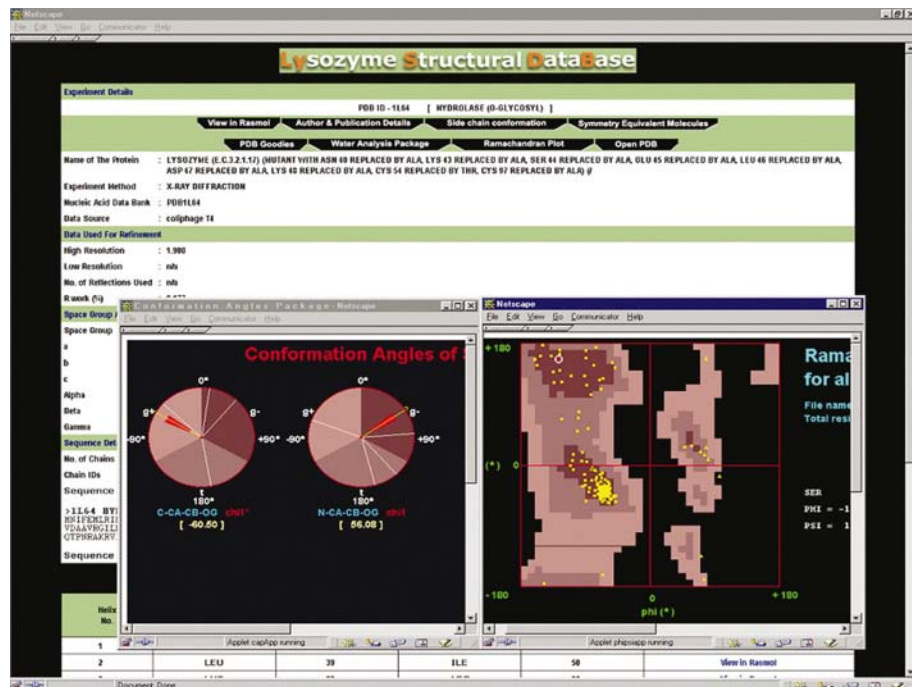 Netscape
File Edit View Go Communicator Help
Lysozyme Structural DataBase
Experiment Details
PDB ID - 1L64 [ HYDROLASE (O-GLYCOSYL) ]
View in Rasmol Author & Publication Details Side chain conformation Symmetry Equivalent Molecules
PDB Goodies Water Analysis Package Ramachandran Plot Open PDB
Name of The Protein : LYSOZYME (E.C.3.2.1.17) (MUTANT WITH ASN 40 REPLACED BY ALA, LYS 43 REPLACED BY ALA, SER 44 REPLACED BY ALA, GLU 45 REPLACED BY ALA, LEU 46 REPLACED BY ALA,
ASP 47 REPLACED BY ALA, LYS 48 REPLACED BY ALA, CYS 54 REPLACED BY THR, CYS 97 REPLACED BY ALA) @
Experiment Method : X-RAY DIFFRACTION
Nucleic Acid Data Bank : PDB1L64
Data Source : coliphage T4
Data Used For Refinement
High Resolution : 1.900
Low Resolution : n/a
No. of Reflections Used : n/a
R work (%)
Space Group
Space Group
a
b
c
Alpha
Beta
Gamma
Sequence Det
No. of Chains
Chain IDs
Sequence
>1L64 HY
MNIFEMLRI
VDAAVRGIL
QTPNRAKRV
Sequence
Helix
No.
1
2 LEU 39 ILE 50 View in Rasmol
Document Done
Conformation Angles Package - Netscape
File Edit View Go Communicator Help
Conformation Angles of S
0° 0°
g+ g- g+ g-
-90° +90° -90° +90°
t t
180° 180°
C-CA-CB-OG chi1' N-CA-CB-OG chi1
[ -60.50 ] [ 56.08 ]
Applet capApp running
Netscape
File Edit View Go Communicator Help
+ 180
Rama
for al
File name
Total resi
(°) 0
SER
PHI = -1
PSI = 1
- 180 0 + 180
phi (°)
Applet phipsiapp running